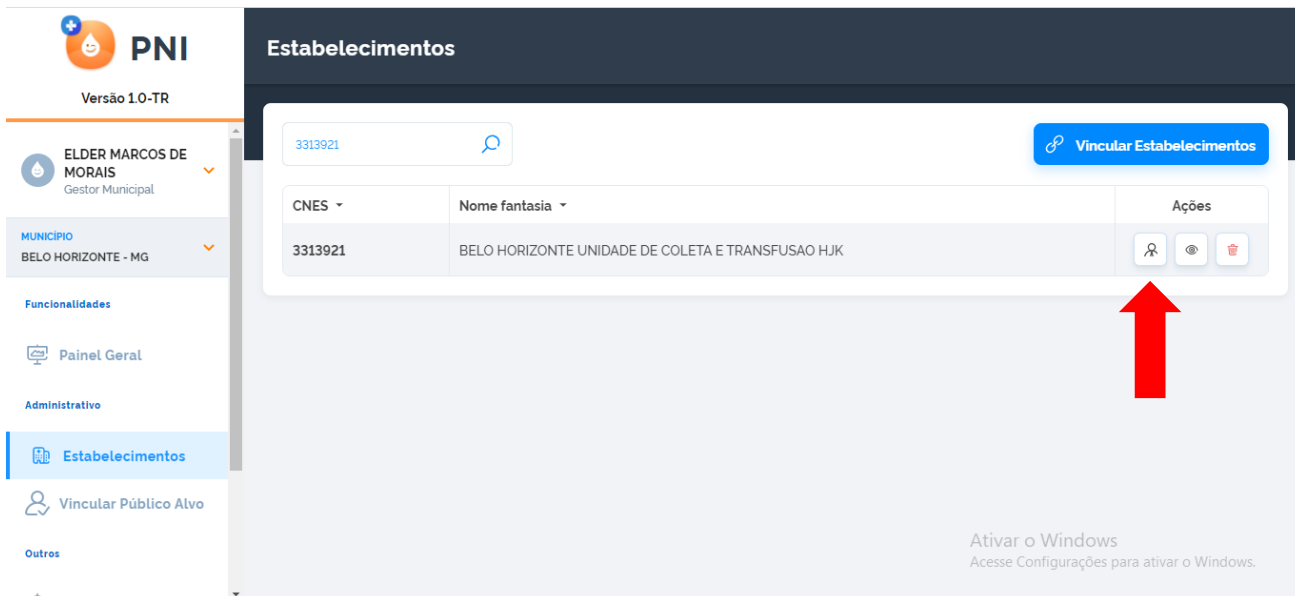 PNI
Versão 1.0-TR
ELDER MARCOS DE
MORAIS
Gestor Municipal
MUNICÍPIO
BELO HORIZONTE - MG
Funcionalidades
Painel Geral
Administrativo
Estabelecimentos
Vincular Público Alvo
Outros
Estabelecimentos
3313921
Vincular Estabelecimentos
CNES Nome fantasia Ações
3313921 BELO HORIZONTE UNIDADE DE COLETA E TRANSFUSAO HJK
Ativar o Windows
Acesse Configurações para ativar o Windows.